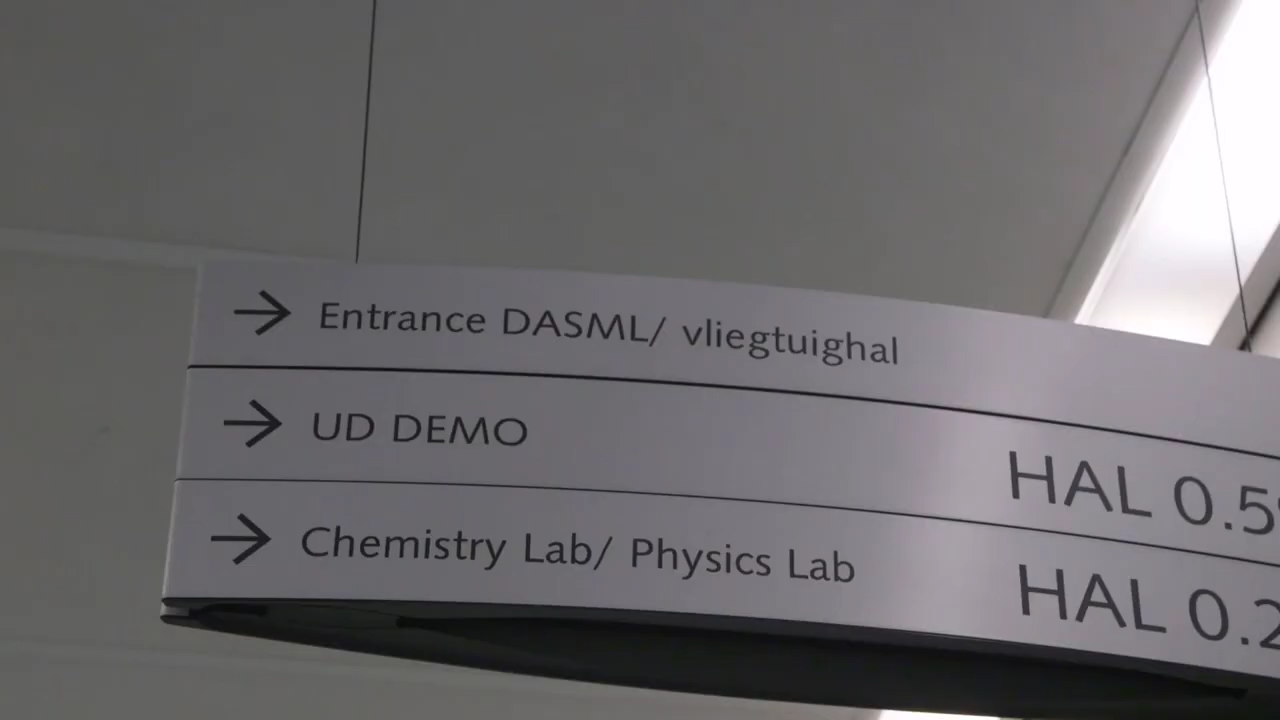 → Entrance DASML/ vliegtuighal
→ UD DEMO HAL 0.5
→ Chemistry Lab/ Physics Lab HAL 0.2